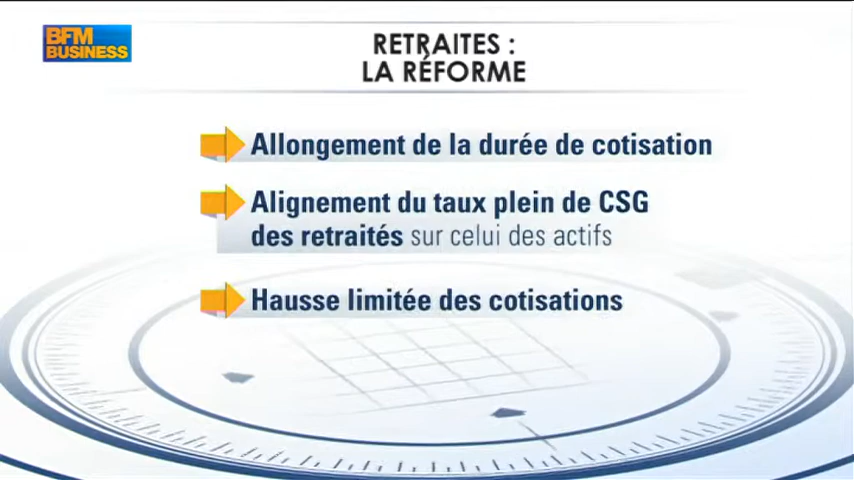 BFM
BUSINESS
RETRAITES :
LA RÉFORME
Allongement de la durée de cotisation
Alignement du taux plein de CSG
des retraités sur celui des actifs
Hausse limitée des cotisations